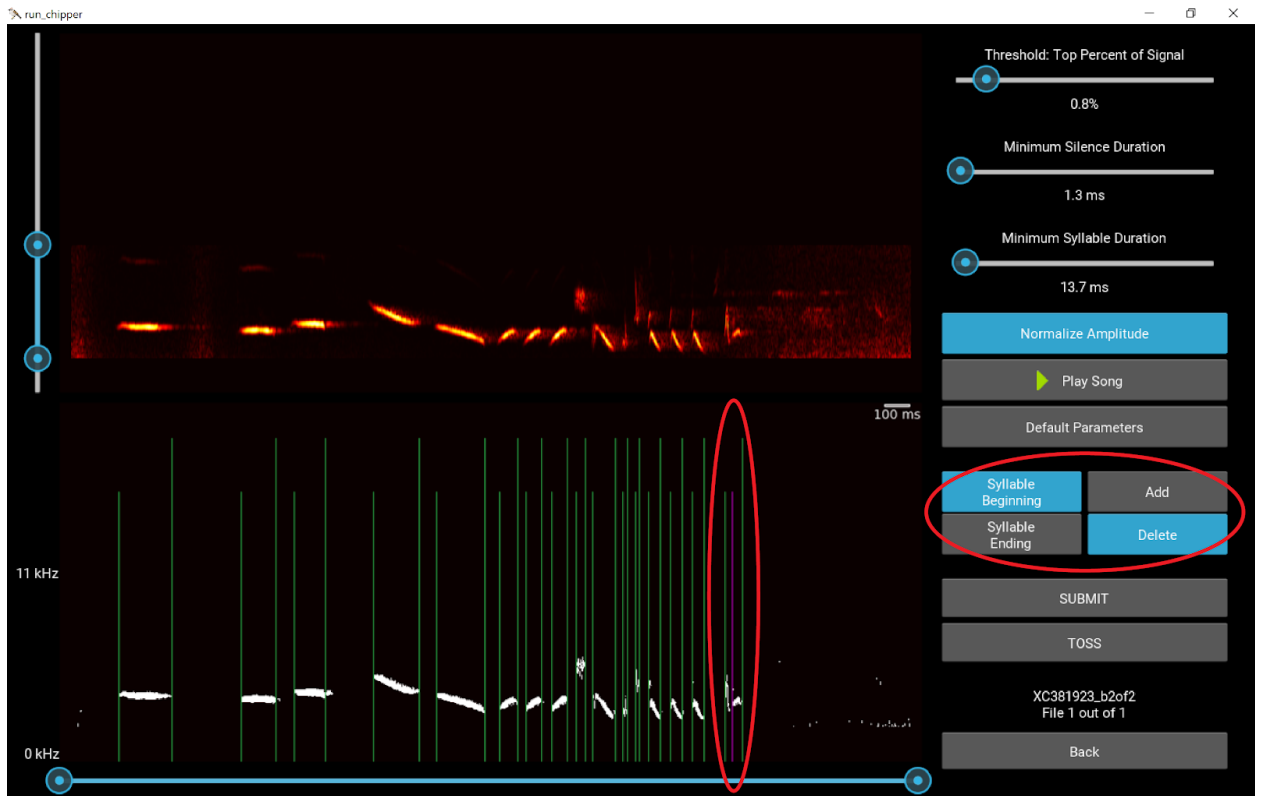 run_chipper
Threshold: Top Percent of Signal
0.8%
Minimum Silence Duration
1.3 ms
Minimum Syllable Duration
13.7 ms
Normalize Amplitude
Play Song
100 ms
Default Parameters
Syllable
Beginning
Add
Syllable
Ending
Delete
11 kHz
SUBMIT
TOSS
XC381923_b2of2
File 1 out of 1
0 kHz
Back